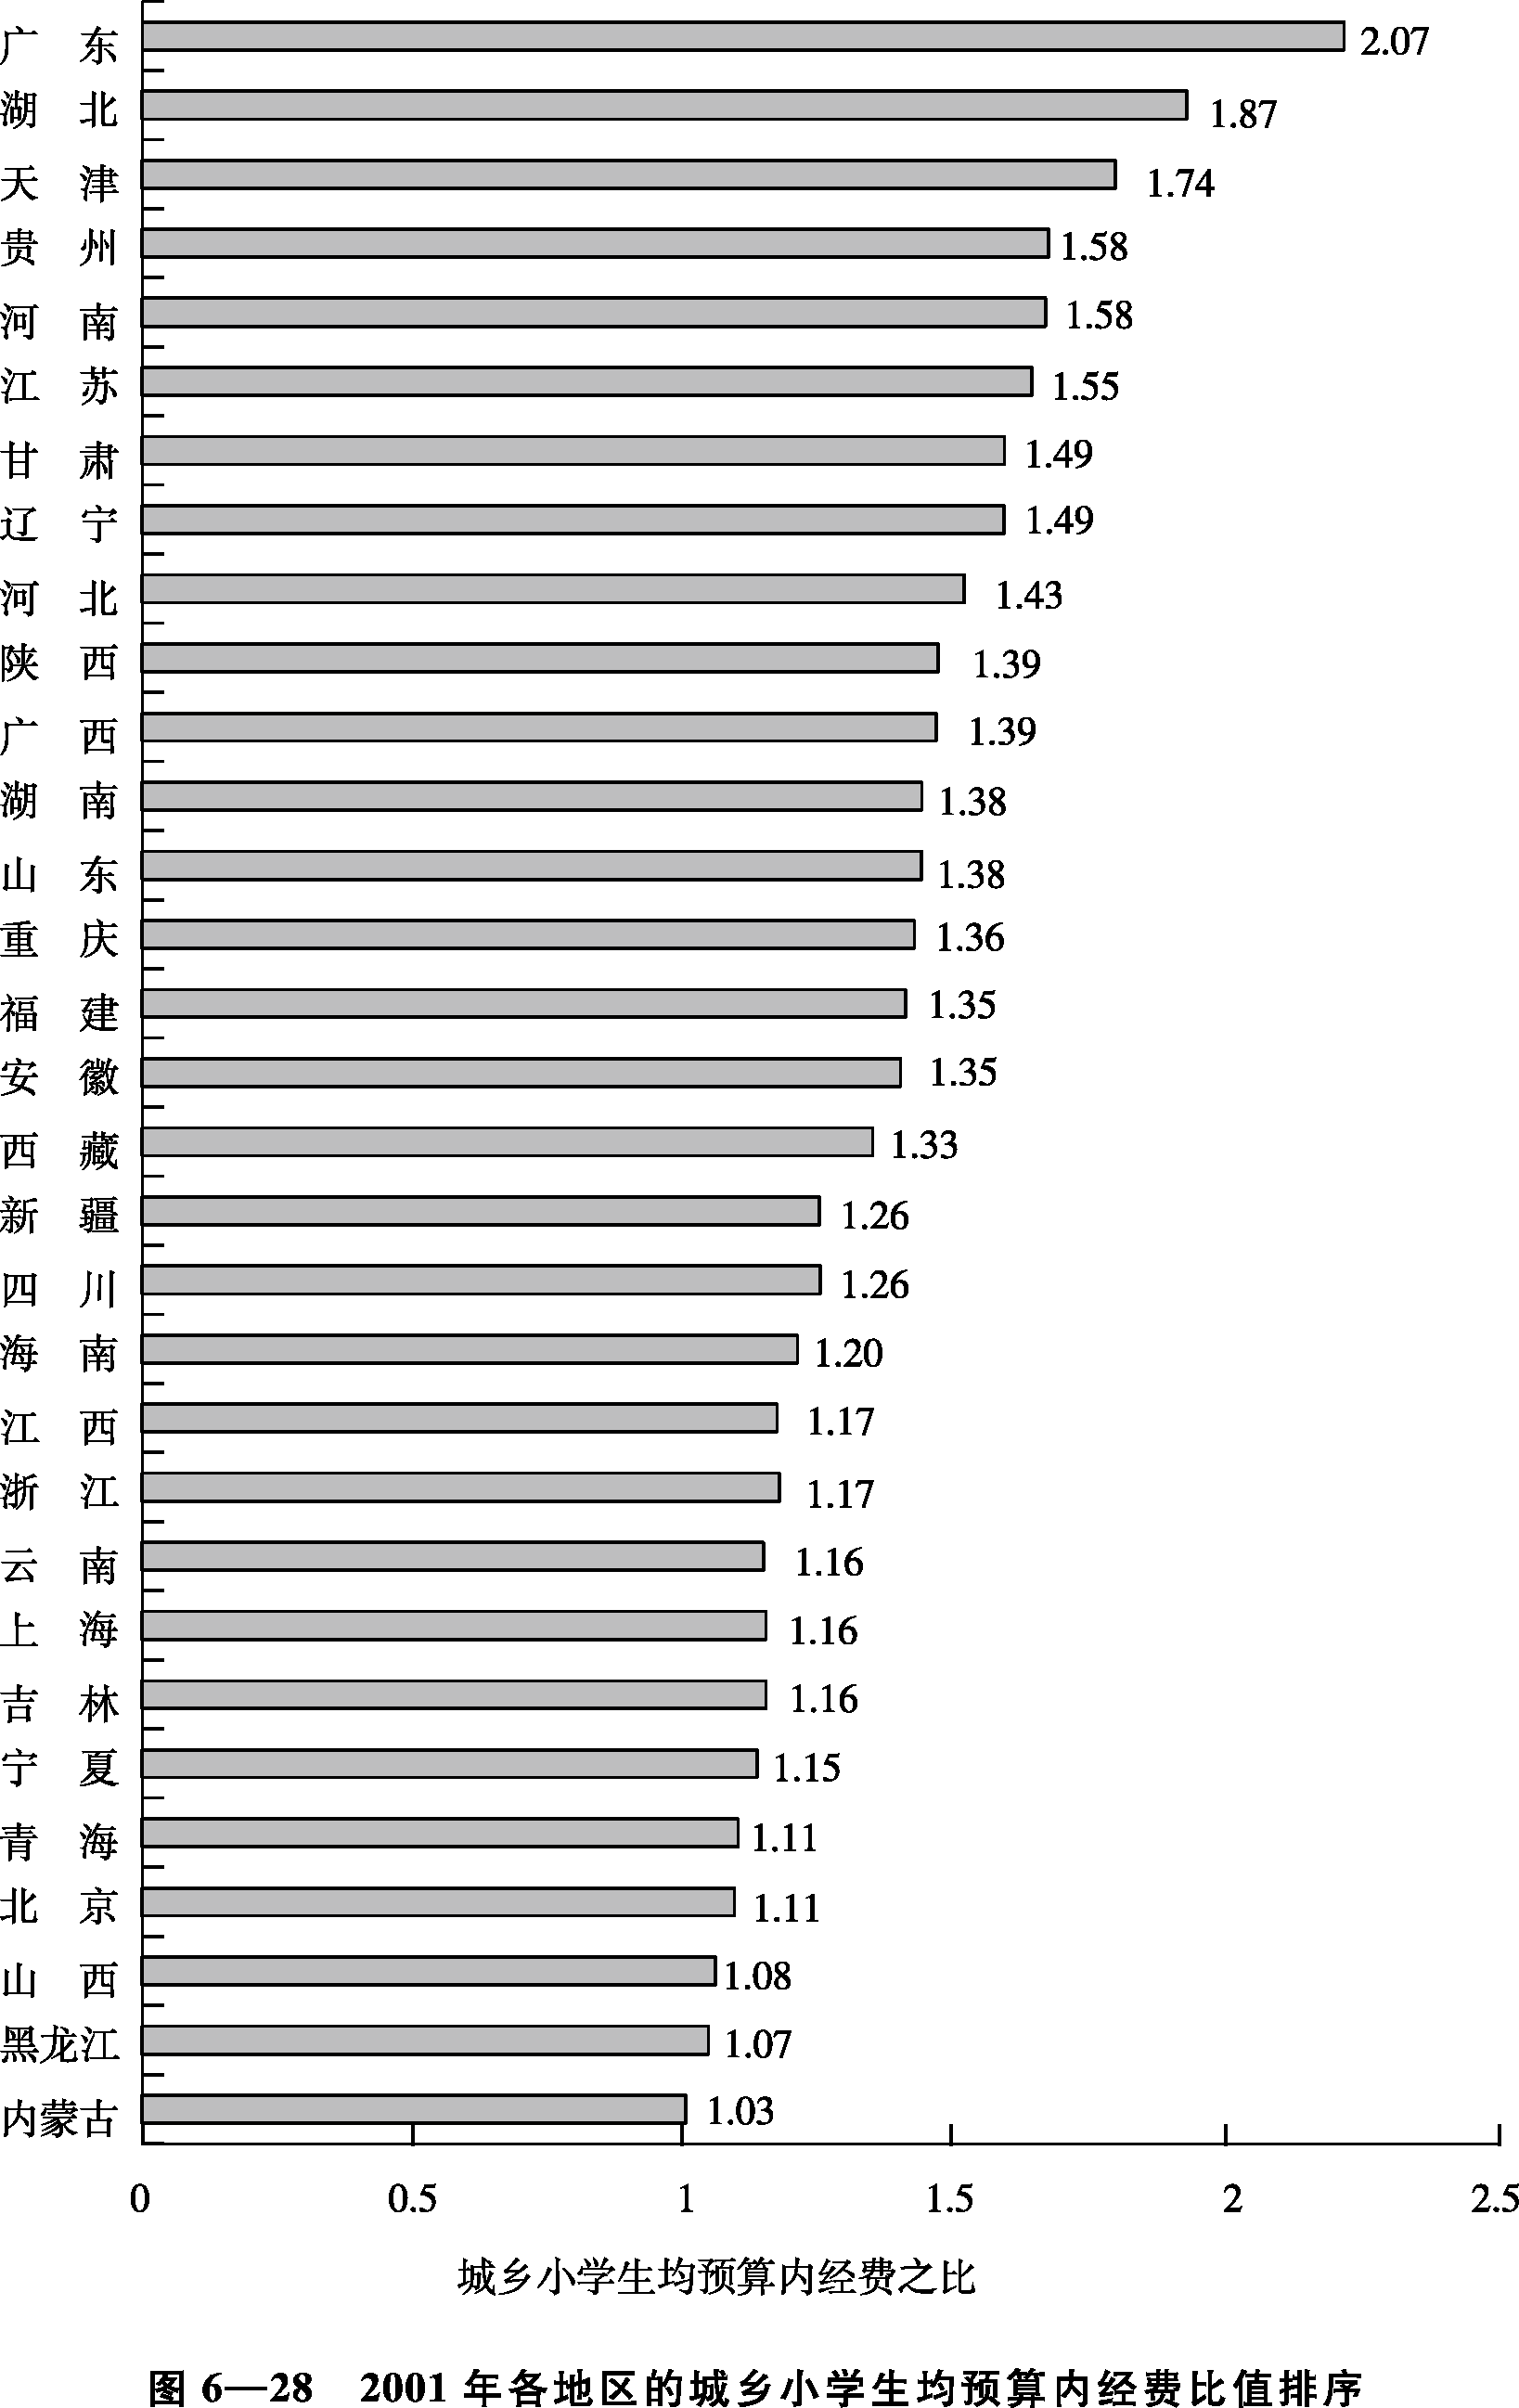 广东 2.07
湖北 1.87
天津 1.74
贵州 1.58
河南 1.58
江苏 1.55
甘肃 1.49
辽宁 1.49
河北 1.43
陕西 1.39
广西 1.39
湖南 1.38
山东 1.38
重庆 1.36
福建 1.35
安徽 1.35
西藏 1.33
新疆 1.26
四川 1.26
海南 1.20
江西 1.17
浙江 1.17
云南 1.16
上海 1.16
吉林 1.16
宁夏 1.15
青海 1.11
北京 1.11
山西 1.08
黑龙江 1.07
内蒙古 1.03
0 0.5 1 1.5 2 2.5
城乡小学生均预算内经费之比
图 6—28 2001 年各地区的城乡小学生均预算内经费比值排序